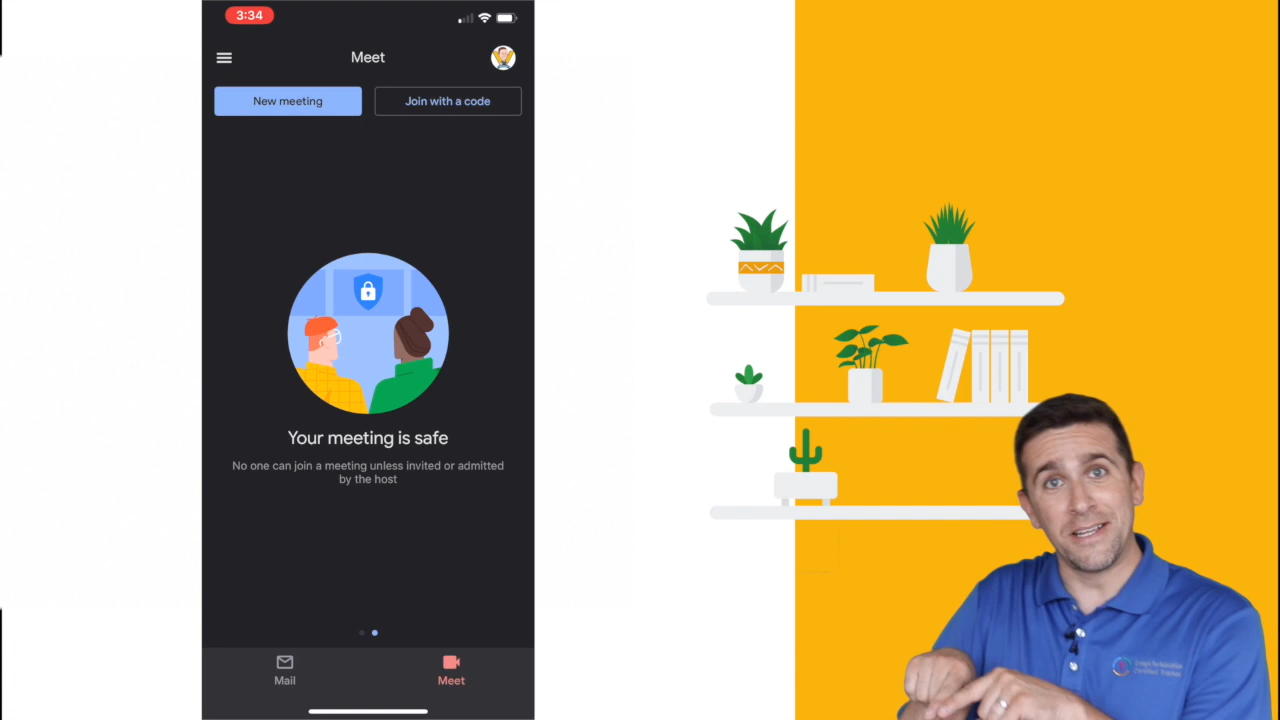 3:34
Meet
New meeting
Join with a code
Your meeting is safe
No one can join a meeting unless invited or admitted
by the host
Mail
Meet